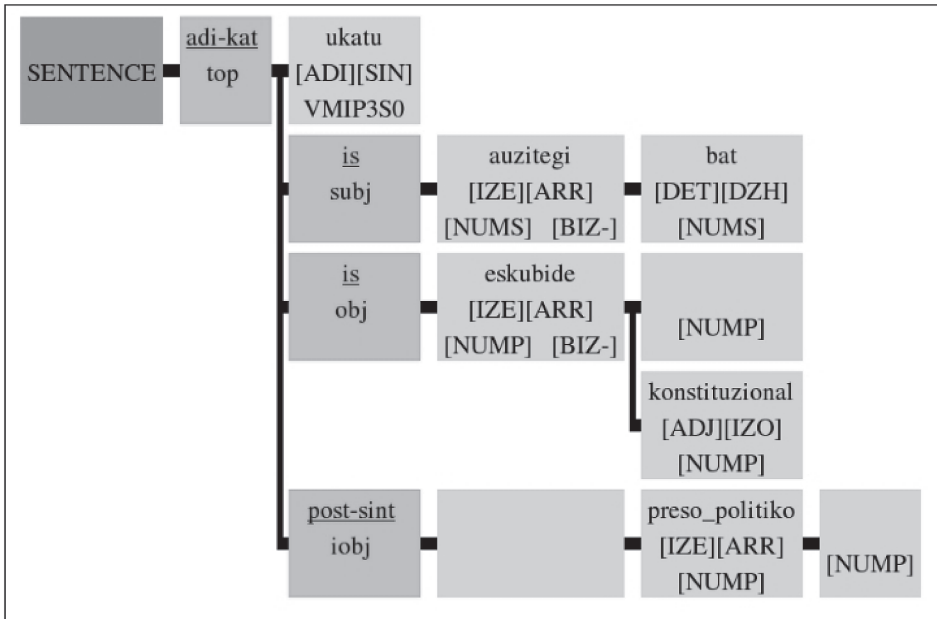 SENTENCE
adi-kat
top
ukatu
[ADI][SIN]
VMIP3S0
is
subj
auzitegi
[IZE][ARR]
[NUMS] [BIZ-]
bat
[DET][DZH]
[NUMS]
is
obj
eskubide
[IZE][ARR]
[NUMP] [BIZ-]
[NUMP]
konstituzional
[ADJ][IZO]
[NUMP]
post-sint
iobj
preso_politiko
[IZE][ARR]
[NUMP]
[NUMP]